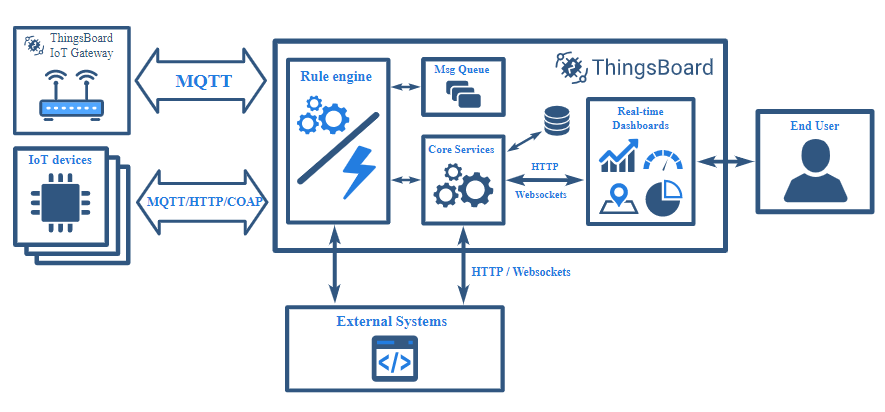 ThingsBoard
IoT Gateway
MQTT
IoT devices
MQTT/HTTP/COAP
Rule engine
Msg Queue
Core Services
ThingsBoard
HTTP
Websockets
Real-time
Dashboards
End User
HTTP / Websockets
External Systems
</>